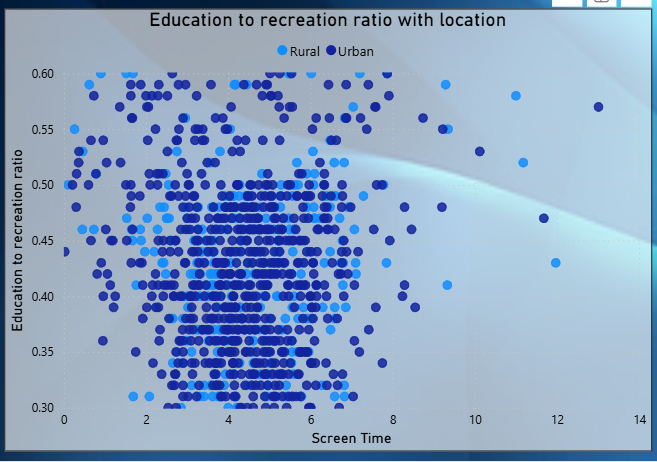 Education to recreation ratio with location
Rural Urban
Education to recreation ratio
0.60
0.55
0.50
0.45
0.40
0.35
0.30
0 2 4 6 8 10 12 14
Screen Time